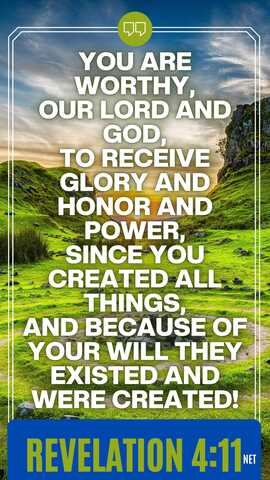 YOU ARE
WORTHY,
OUR LORD AND
GOD,
TO RECEIVE
GLORY AND
HONOR AND
POWER,
SINCE YOU
CREATED ALL
THINGS,
AND BECAUSE OF
YOUR WILL THEY
EXISTED AND
WERE CREATED!
REVELATION 4:11 NET